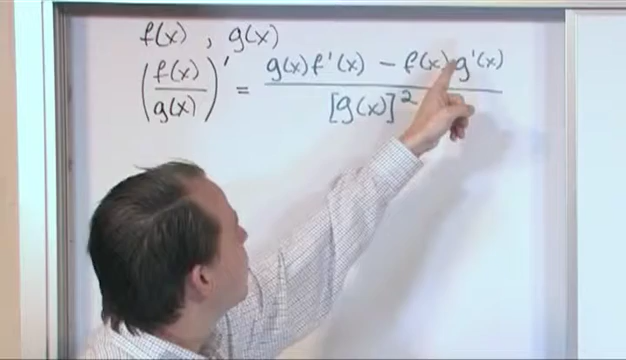 f(x) , g(x)
(f(x)/g(x))' = (g(x)f'(x) - f(x)g'(x))/[g(x)]²